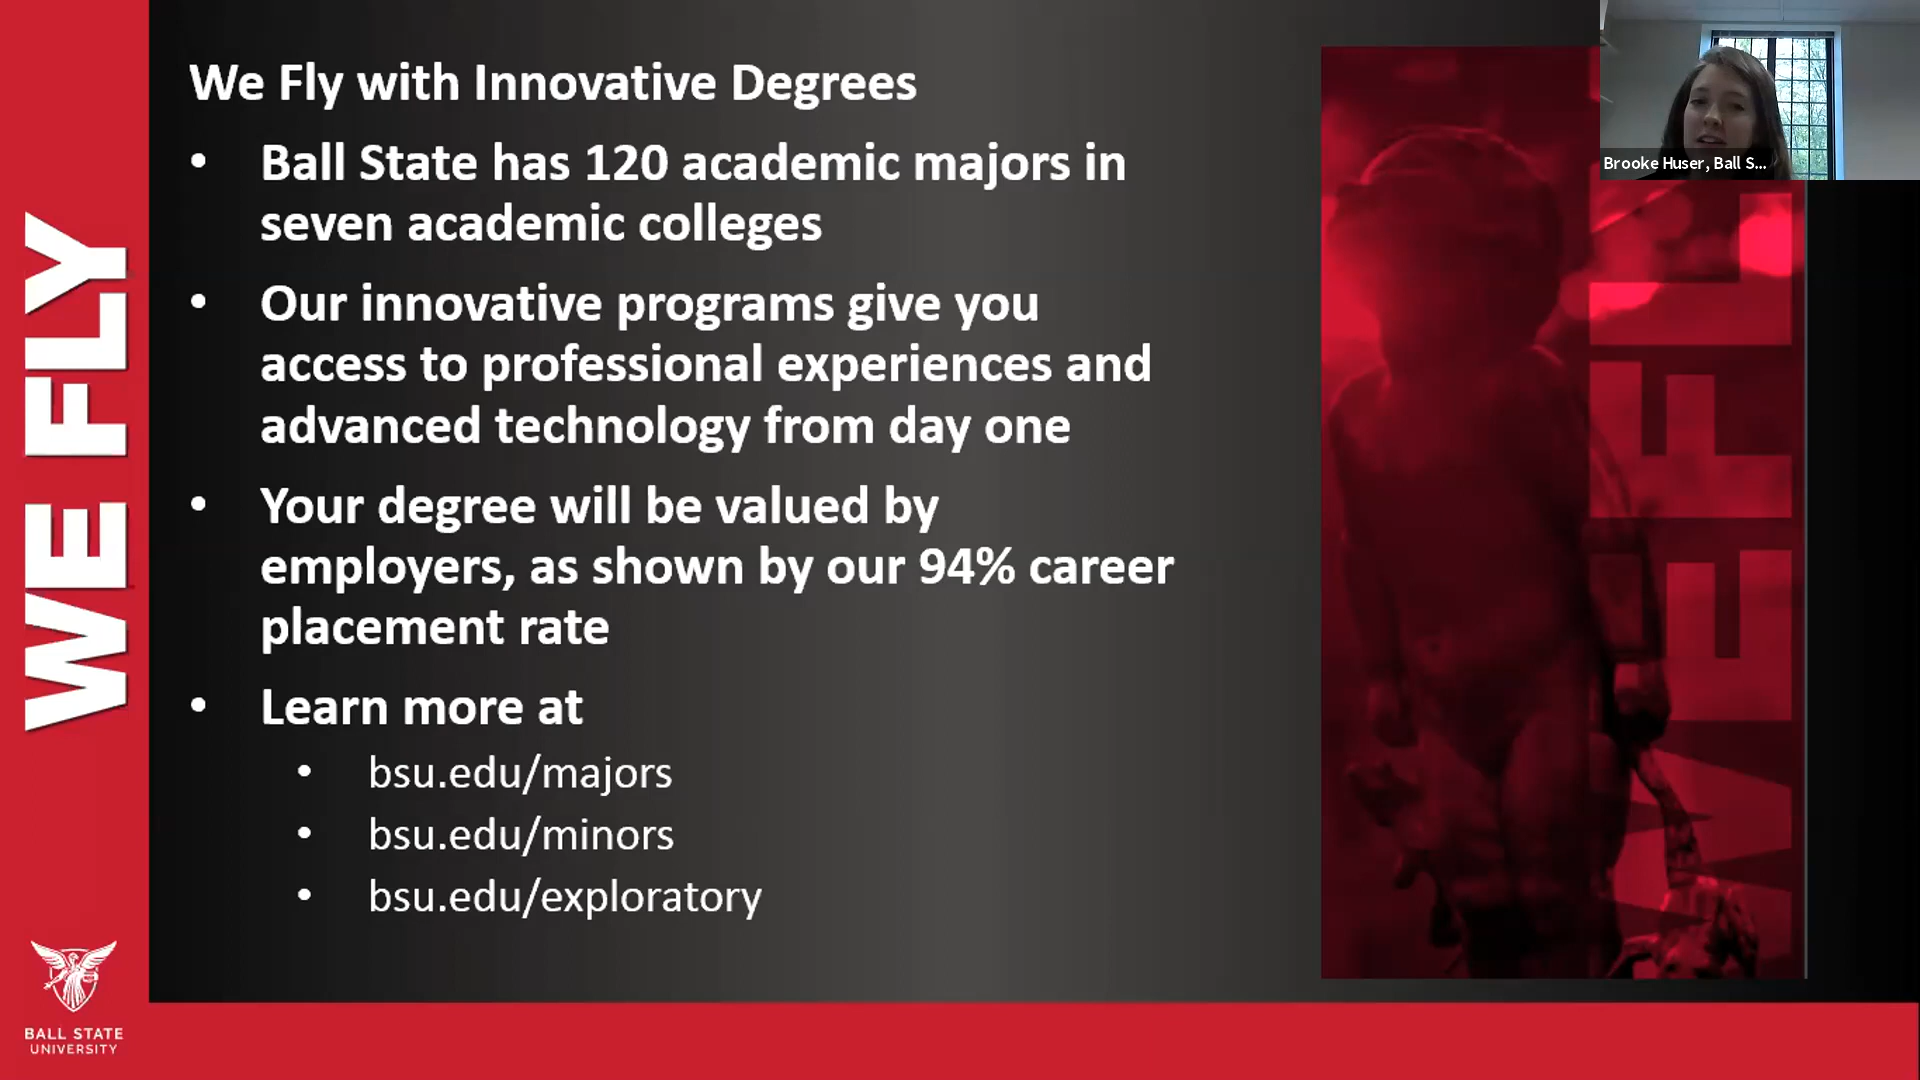 We Fly with Innovative Degrees
• Ball State has 120 academic majors in
seven academic colleges
• Our innovative programs give you
access to professional experiences and
advanced technology from day one
• Your degree will be valued by
employers, as shown by our 94% career
placement rate
• Learn more at
• bsu.edu/majors
• bsu.edu/minors
• bsu.edu/exploratory
WE FLY
BALL STATE
UNIVERSITY
Brooke Huser, Ball S...
WE FL